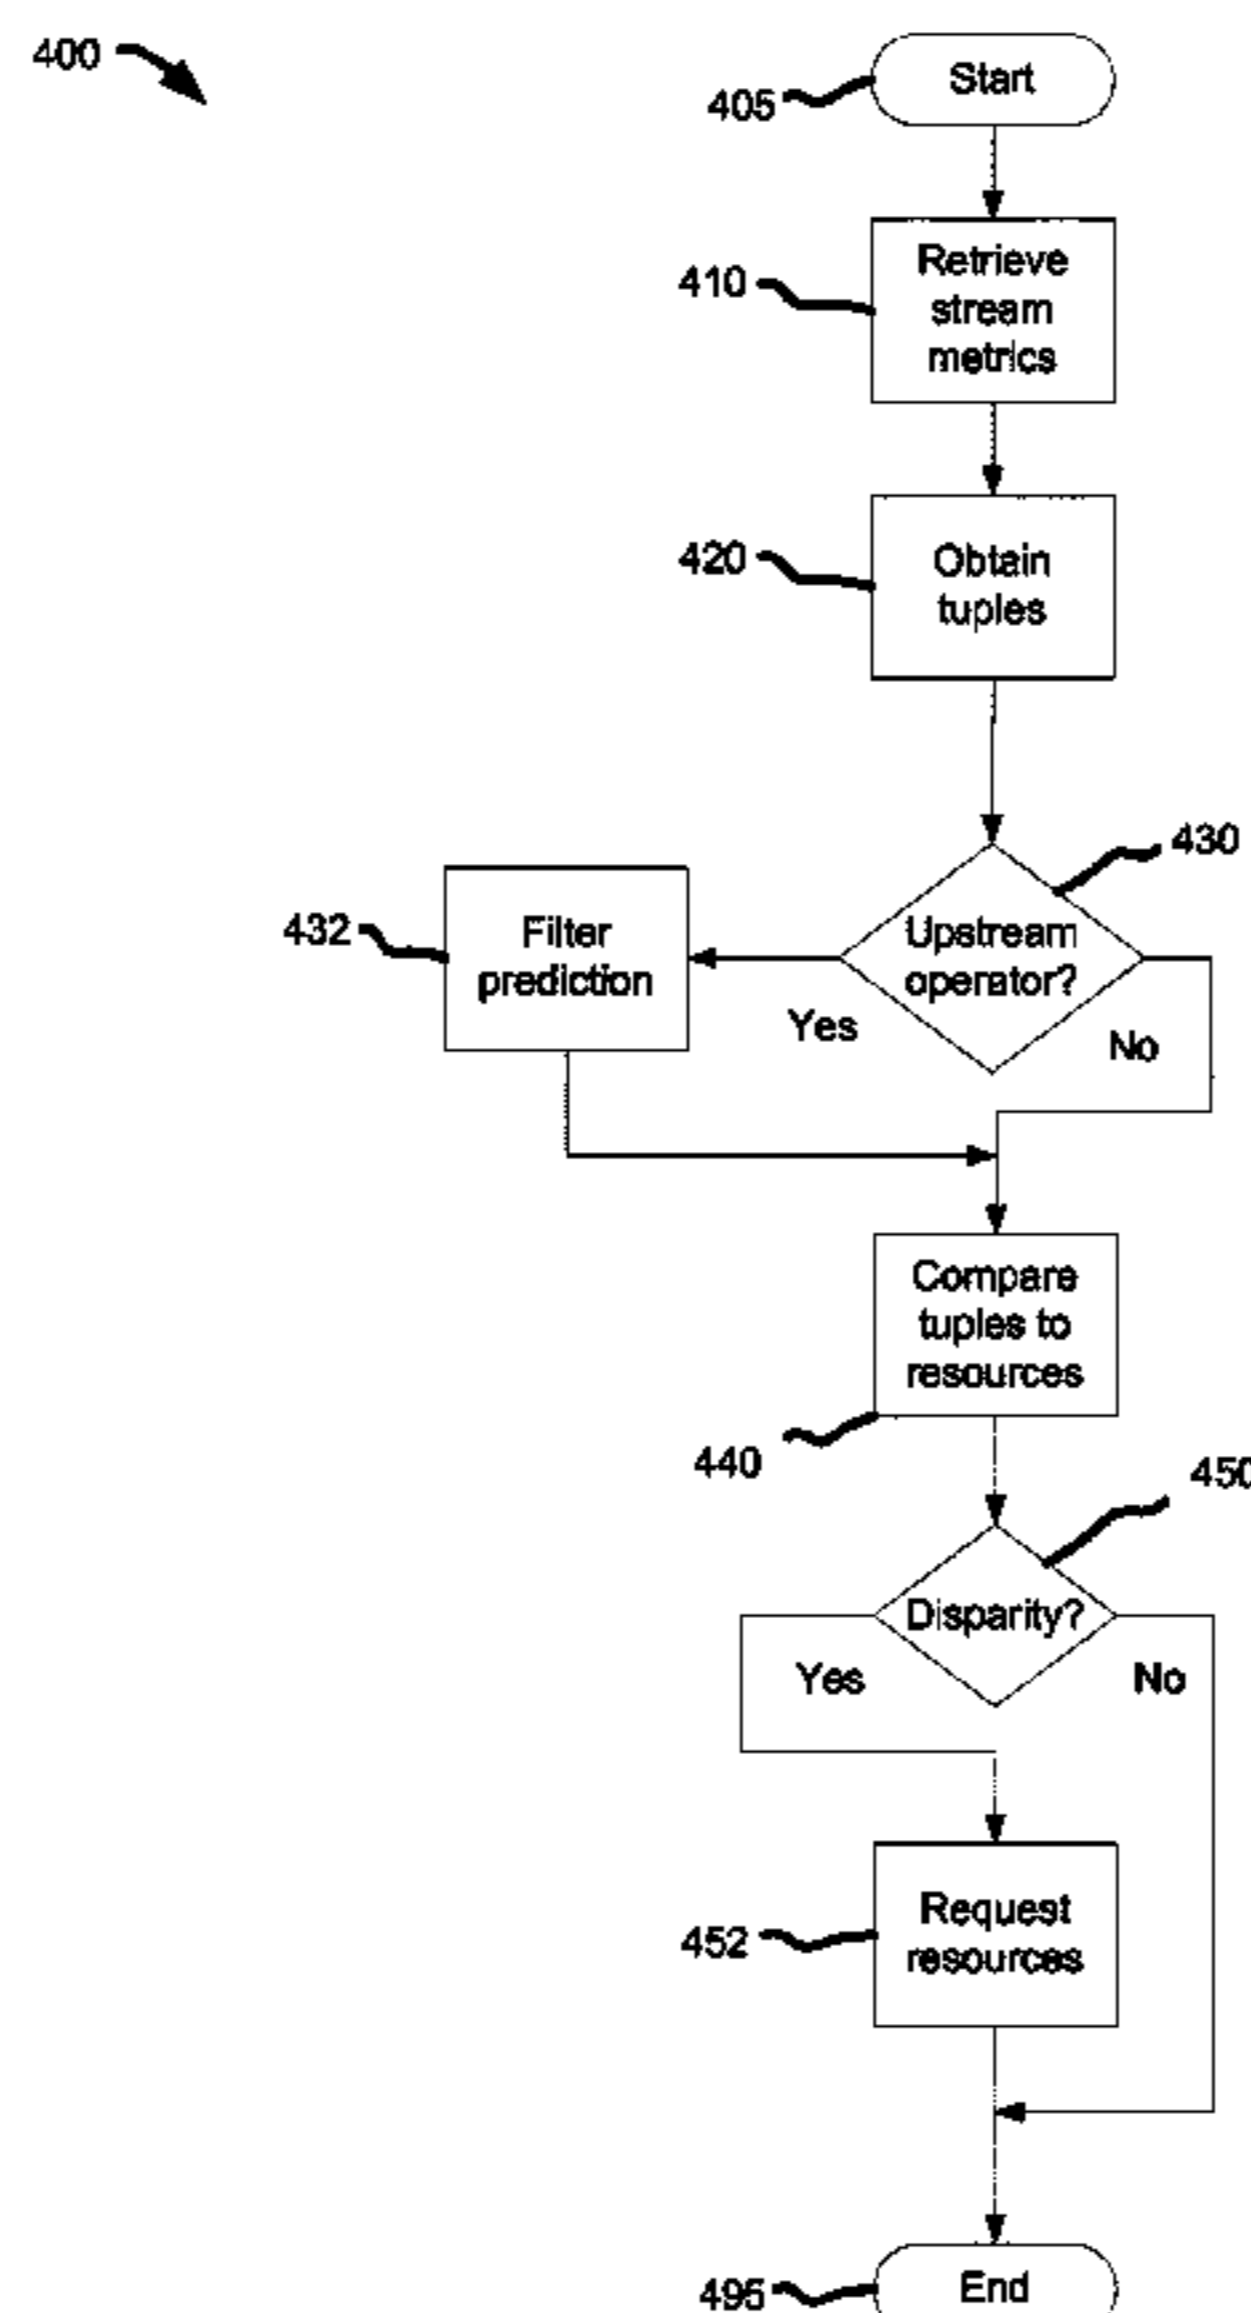 400
Start
405
Retrieve
stream
metrics
410
Obtain
tuples
420
430
Upstream
operator?
432
Filter
prediction
Yes
No
Compare
tuples to
resources
440
450
Disparity?
Yes
No
Request
resources
452
End
495